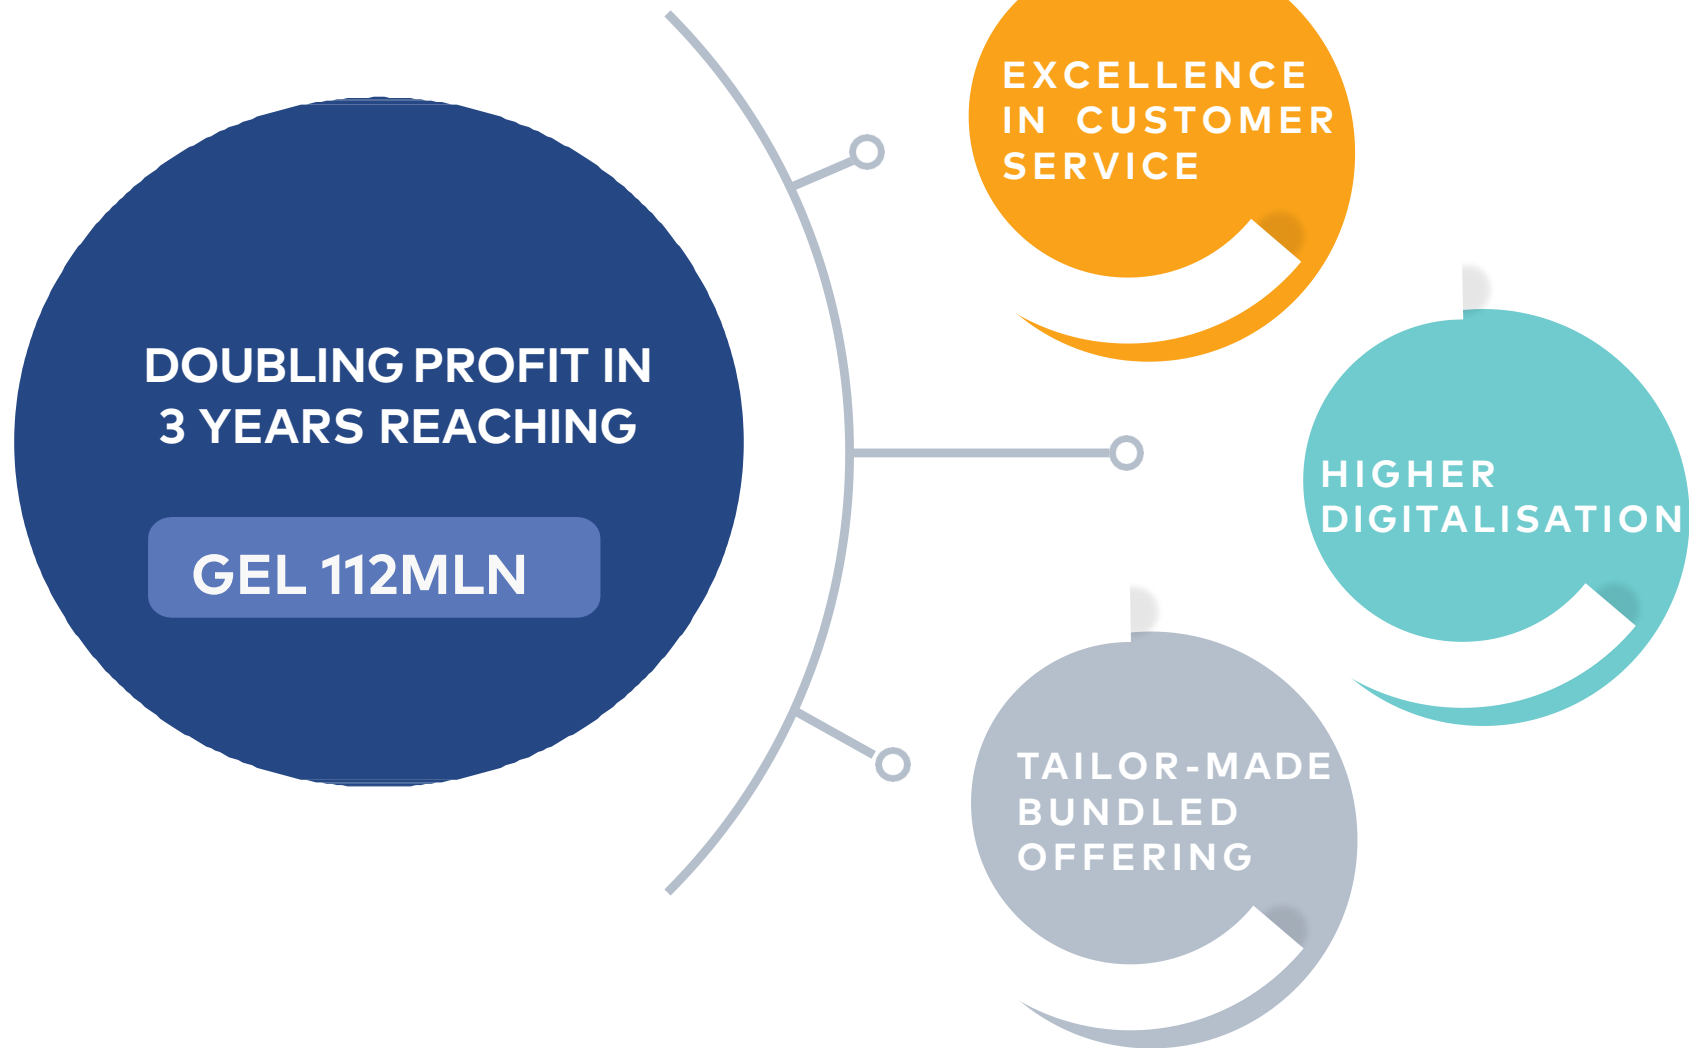 DOUBLING PROFIT IN
3 YEARS REACHING
GEL 112MLN
EXCELLENCE
IN CUSTOMER
SERVICE
HIGHER
DIGITALISATION
TAILOR-MADE
BUNDLED
OFFERING